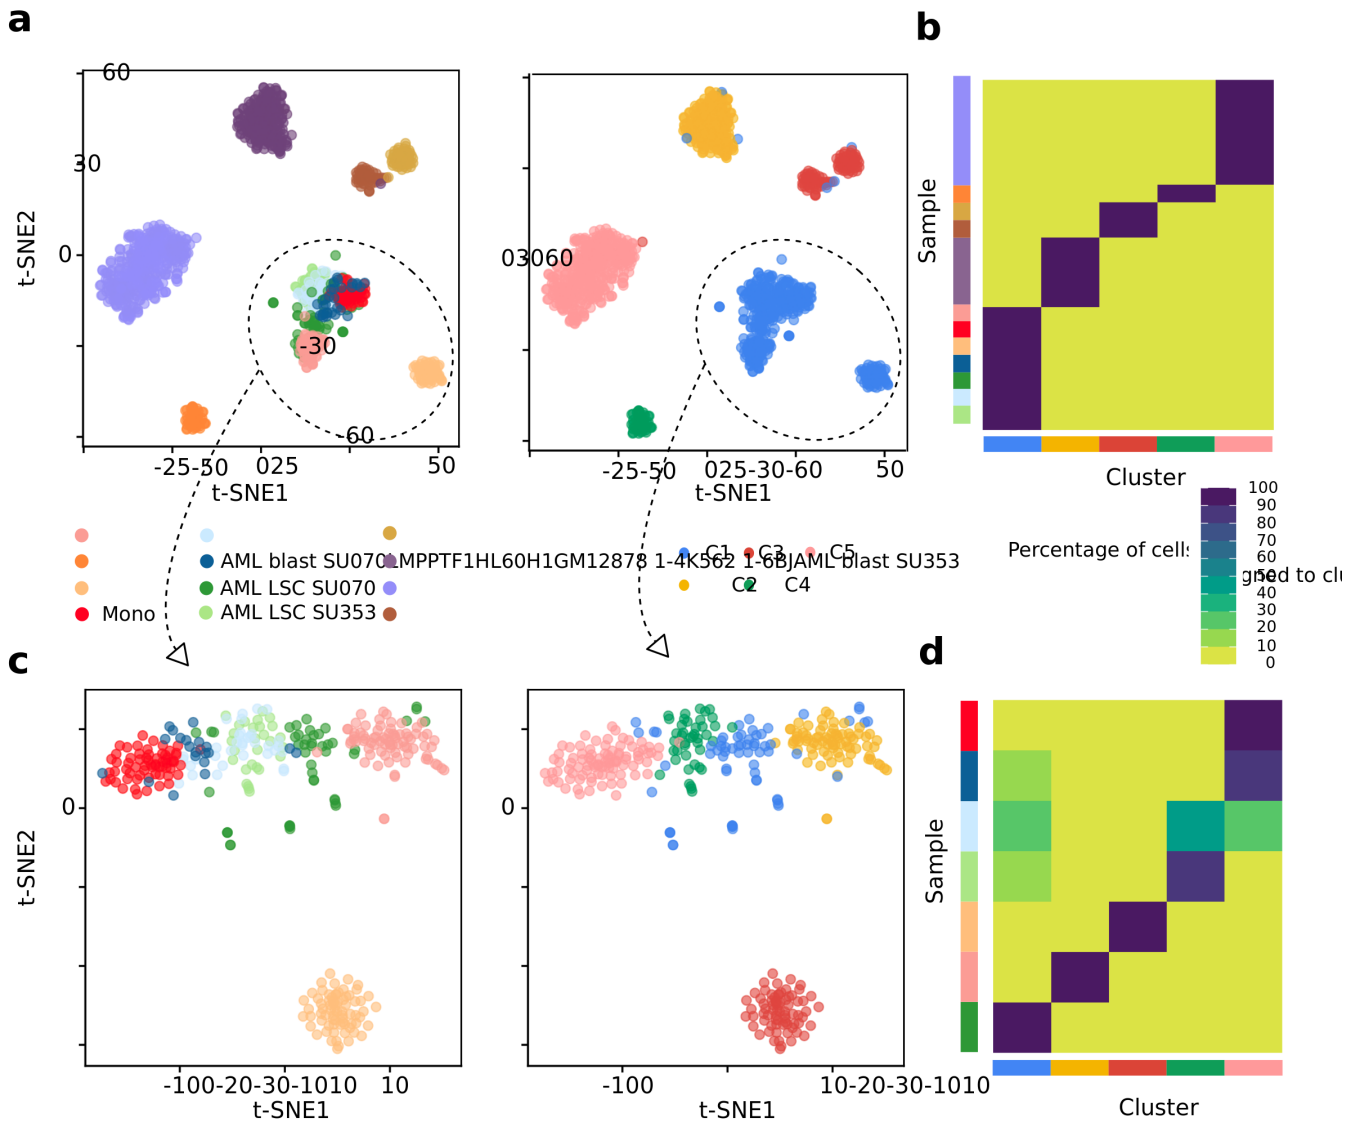 a
b
60
30
0
-30
-60
t-SNE2
-25-50 025 50
t-SNE1
03060
-25-50 025-30-60 50
t-SNE1
Sample
Cluster
100
90
80
70
60
50
40
30
20
10
0
Percentage of cells
gned to clu
AML blast SU070LMPPTF1HL60H1GM12878 1-4K562 1-6BJAML blast SU353
AML LSC SU070
Mono
AML LSC SU353
C1 C3 C5
C2 C4
c
d
t-SNE2
0
-100-20-30-1010 10
t-SNE1
0
-100 10-20-30-1010
t-SNE1
Sample
Cluster